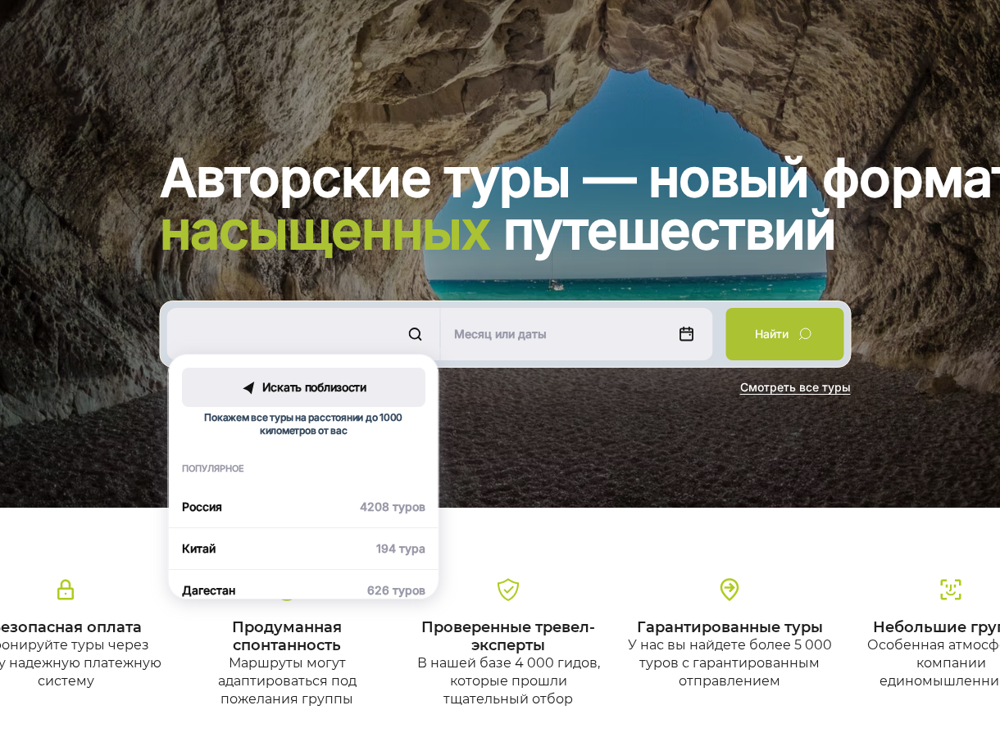 Авторские туры — новый формат
насыщенных путешествий
Месяц или даты
Найти
Искать поблизости
Смотреть все туры
Покажем все туры на расстоянии до 1000
километров от вас
ПОПУЛЯРНОЕ
Россия 4208 туров
Китай 194 тура
Дагестан 626 туров
езопасная оплата
онируйте туры через
у надежную платежную
систему
Продуманная
спонтанность
Маршруты могут
адаптироваться под
пожелания группы
Проверенные тревел-
эксперты
В нашей базе 4 000 гидов,
которые прошли
тщательный отбор
Гарантированные туры
У нас вы найдете более 5 000
туров с гарантированным
отправлением
Небольшие груп
Особенная атмосф
компании
единомышленни